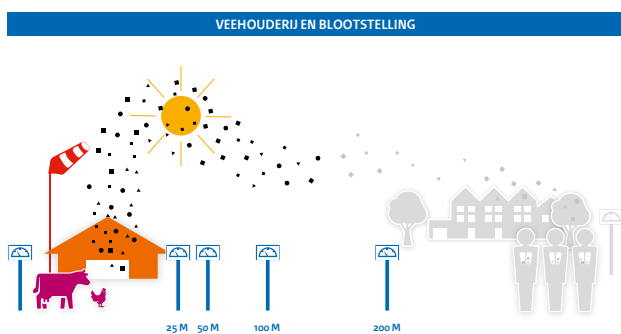 VEEHOUDERIJ EN BLOOTSTELLING
25 M 50 M 100 M 200 M